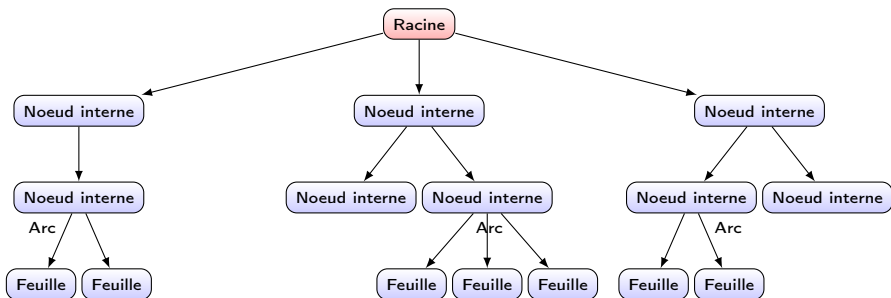 Racine
Noeud interne Noeud interne Noeud interne
Noeud interne Noeud interne Noeud interne Noeud interne Noeud interne
Arc Arc Arc
Feuille Feuille Feuille Feuille Feuille Feuille Feuille